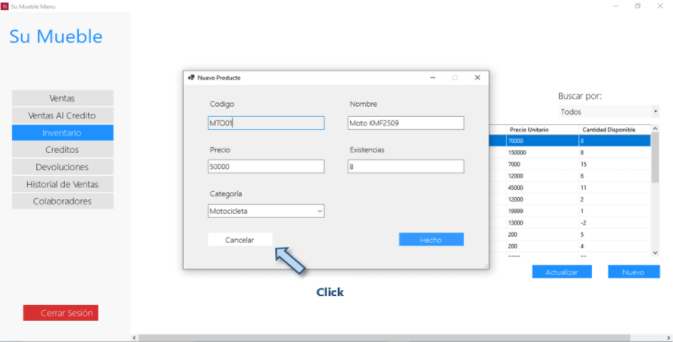 Su Mueble Menu
Su Mueble
Ventas
Ventas Al Credito
Inventario
Creditos
Devoluciones
Historial de Ventas
Colaboradores
Cerrar Sesión
Nuevo Producto
Codigo
Nombre
MTO01
Moto KMF2509
Precio
Existencias
50000
8
Categoría
Motocicleta
Cancelar
Hecho
Click
Buscar por:
Todos
Precio Unitario Cantidad Disponible
70000 8
150000 8
7000 15
12000 6
45000 11
12000 2
19999 1
13000 -2
200 5
200 4
Actualizar
Nuevo